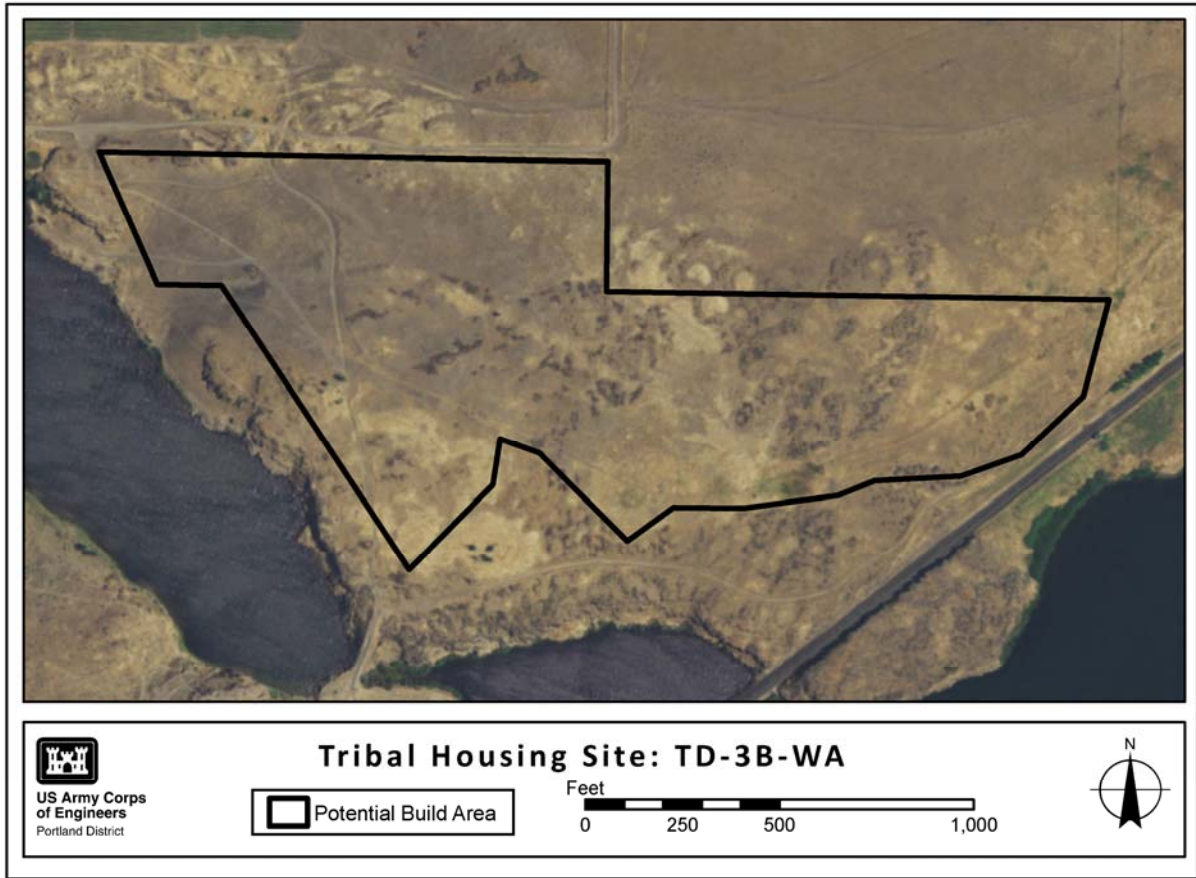 Tribal Housing Site: TD-3B-WA
US Army Corps
of Engineers
Portland District
Potential Build Area
Feet
0 250 500 1,000
N